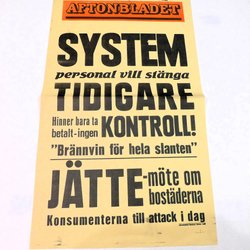 AFTONBLADET
SYSTEM
personal vill stänga
TIDIGARE
Hinner bara ta
betalt-ingen KONTROLL!
"Brännvin för hela slanten"
JÄTTE-möte om
bostäderna
Konsumenterna till attack i dag